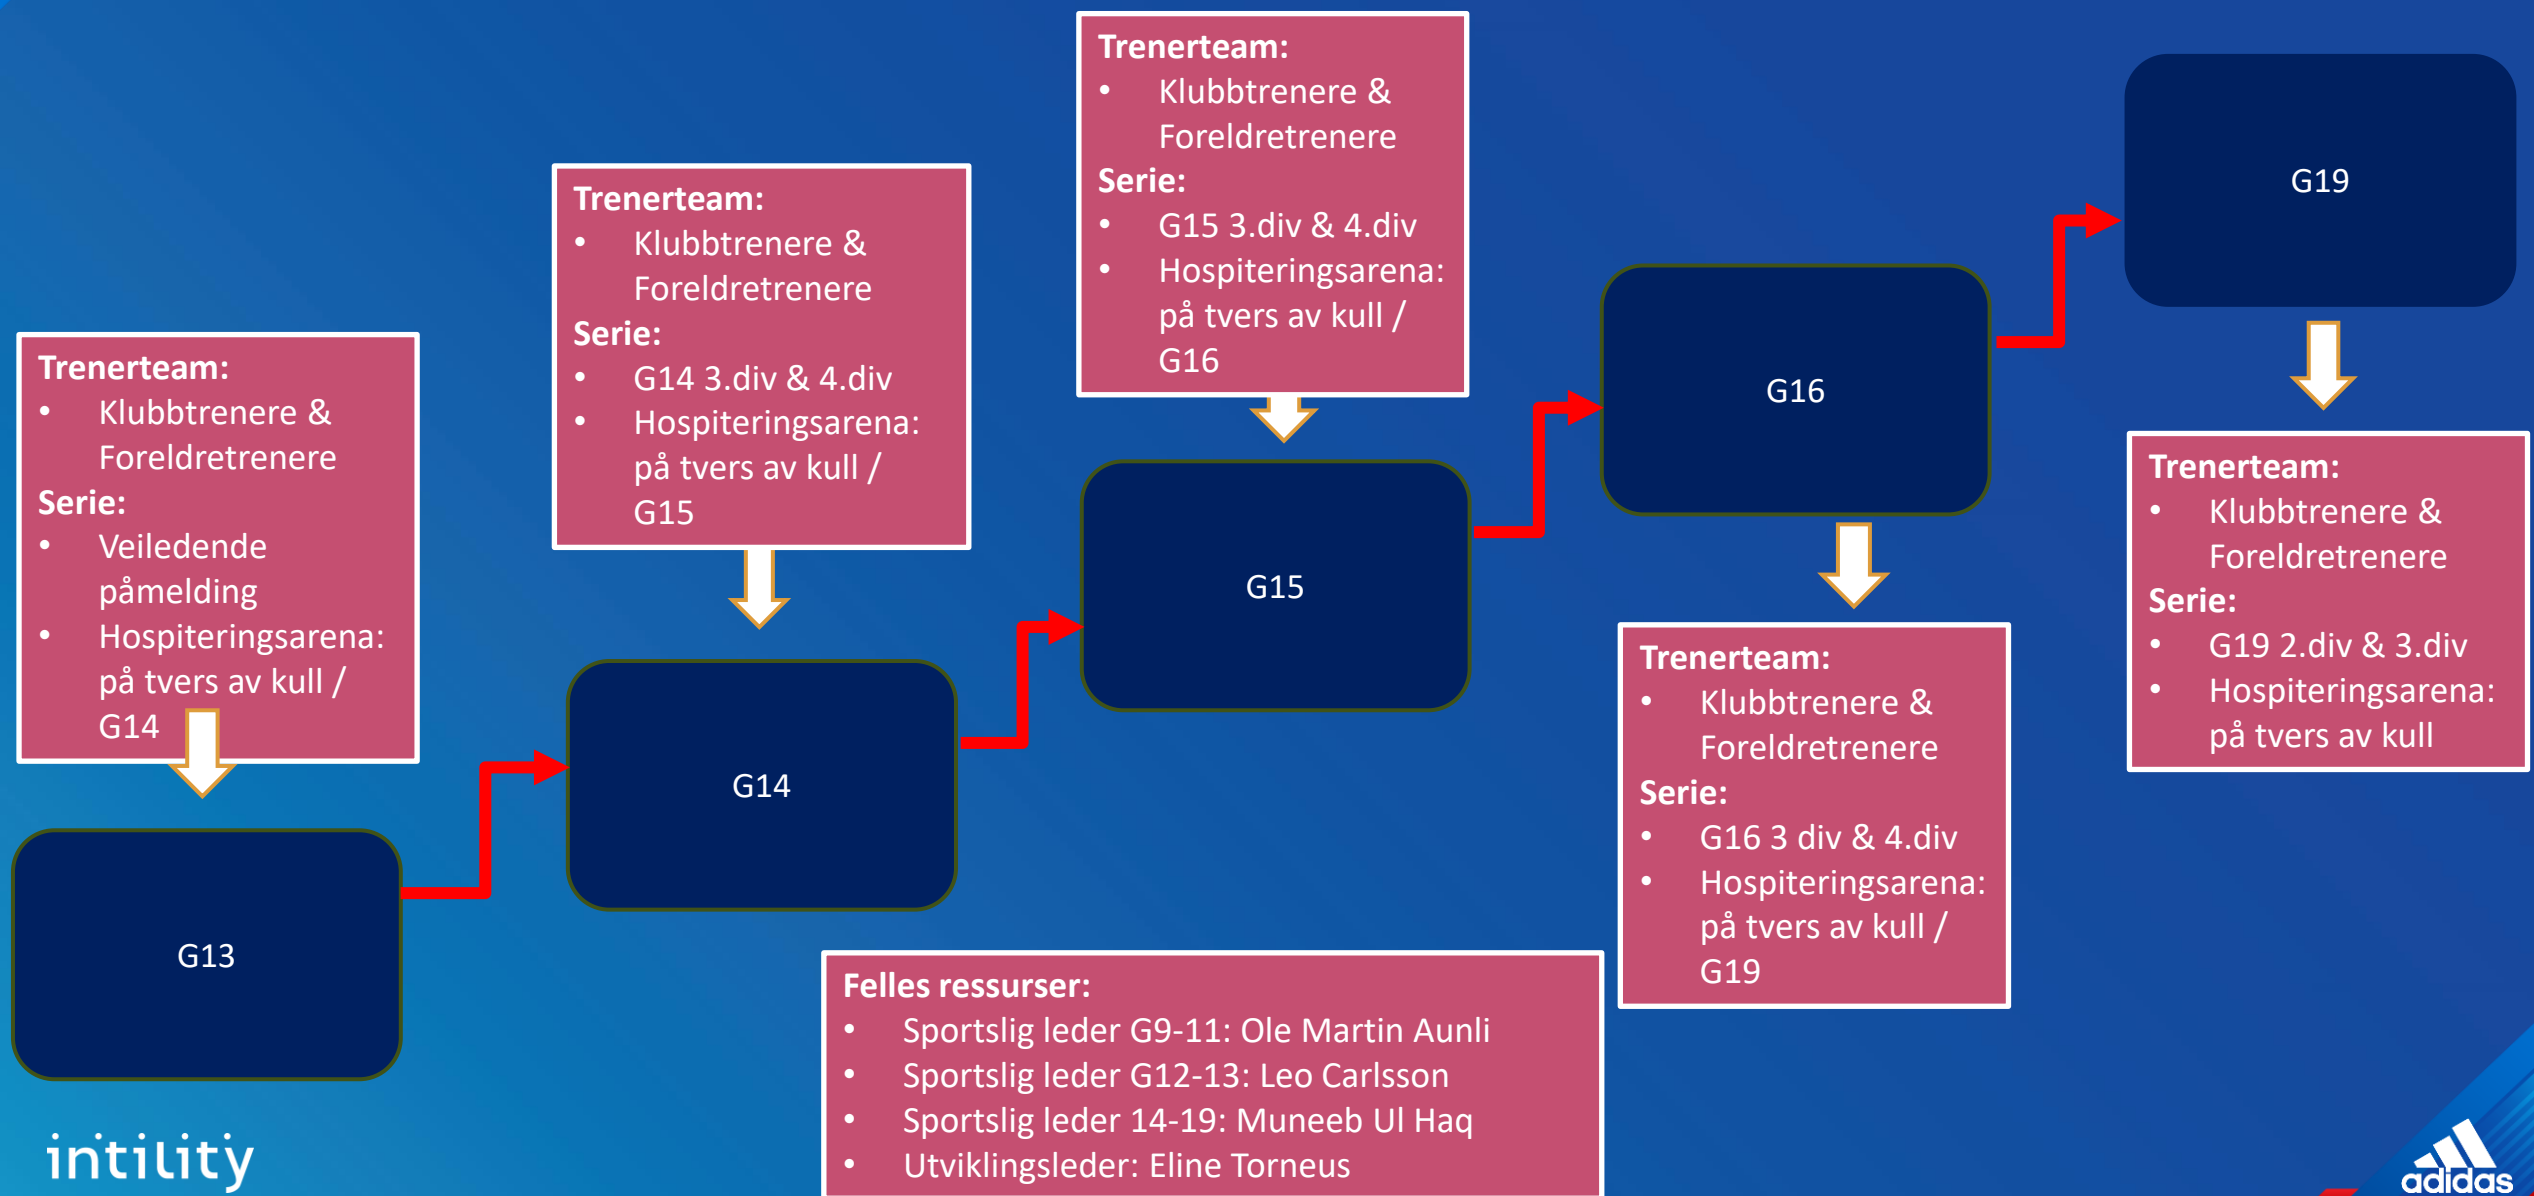 Trenerteam:
• Klubbtrenere &
Foreldretrenere
Serie:
• Veiledende
påmelding
• Hospiteringsarena:
på tvers av kull /
G14
G13
Trenerteam:
• Klubbtrenere &
Foreldretrenere
Serie:
• G14 3.div & 4.div
• Hospiteringsarena:
på tvers av kull /
G15
G14
Trenerteam:
• Klubbtrenere &
Foreldretrenere
Serie:
• G15 3.div & 4.div
• Hospiteringsarena:
på tvers av kull /
G16
G15
G16
Trenerteam:
• Klubbtrenere &
Foreldretrenere
Serie:
• G16 3 div & 4.div
• Hospiteringsarena:
på tvers av kull /
G19
G19
Trenerteam:
• Klubbtrenere &
Foreldretrenere
Serie:
• G19 2.div & 3.div
• Hospiteringsarena:
på tvers av kull
Felles ressurser:
• Sportslig leder G9-11: Ole Martin Aunli
• Sportslig leder G12-13: Leo Carlsson
• Sportslig leder 14-19: Muneeb Ul Haq
• Utviklingsleder: Eline Torneus
intility
adidas